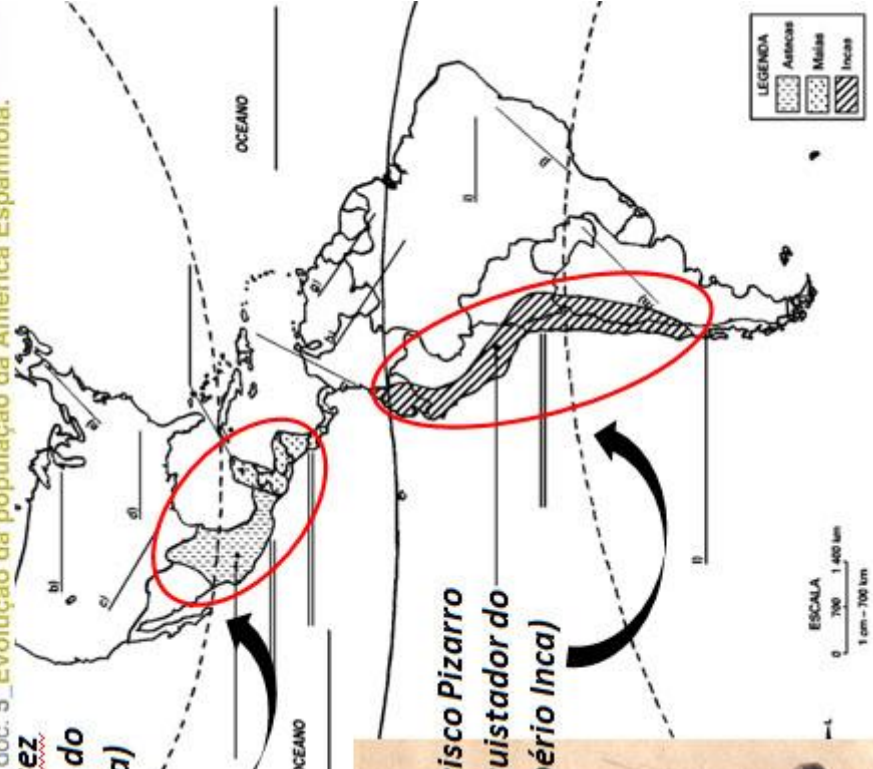 doc. 3_Evolução da população da América Espanhola.
ez
do
a)
OCEANO
OCEANO
LEGENDA
Astecas
Maias
Incas
a)
b)
c)
d)
g)
h)
i)
isco Pizarro
uistador do
ério Inca)
ESCALA
0 700 1 400 km
1 cm – 700 km